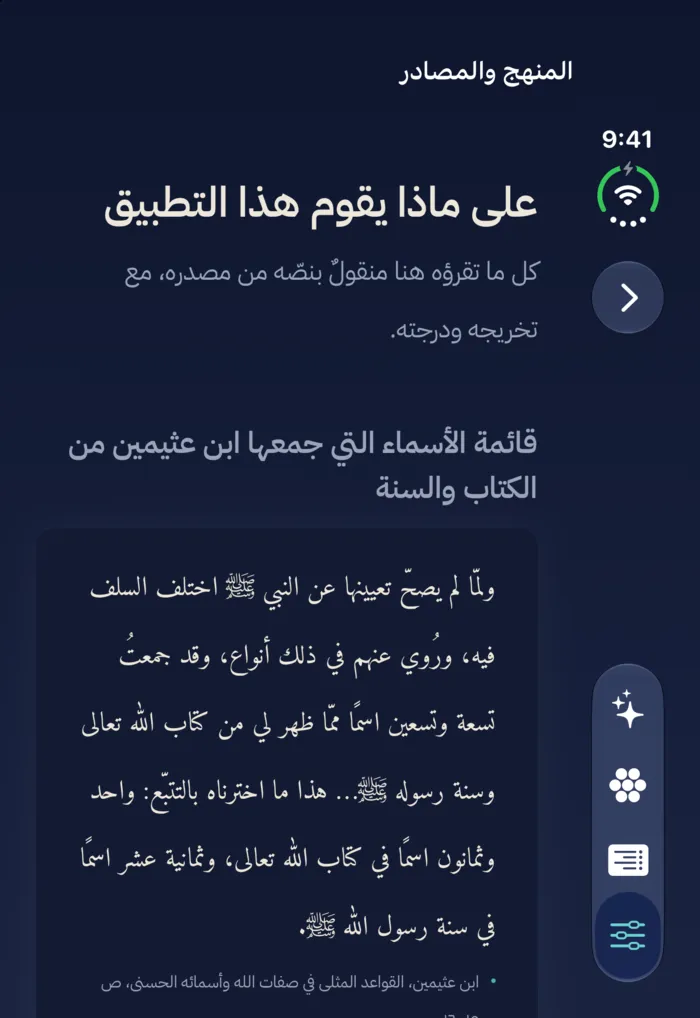 المنهج والمصادر
9:41
على ماذا يقوم هذا التطبيق
كل ما تقرؤه هنا منقولٌ بنصّه من مصدره، مع
تخريجه ودرجته.
قائمة الأسماء التي جمعها ابن عثيمين من
الكتاب والسنة
ولمّا لم يصحّ تعيينها عن النبي ﷺ اختلف السلف
فيه، ورُوي عنهم في ذلك أنواع، وقد جمعتُ
تسعة وتسعين اسمًا ممّا ظهر لي من كتاب الله تعالى
وسنة رسوله ﷺ... هذا ما اخترناه بالتتبّع: واحد
وثمانون اسمًا في كتاب الله تعالى، وثمانية عشر اسمًا
في سنة رسول الله ﷺ.
• ابن عثيمين، القواعد المثلى في صفات الله وأسمائه الحسنى، ص